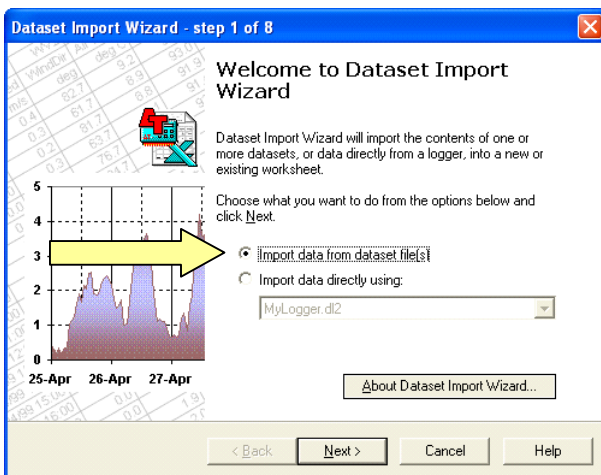 Dataset Import Wizard - step 1 of 8
Welcome to Dataset Import
Wizard
Dataset Import Wizard will import the contents of one or
more datasets, or data directly from a logger, into a new or
existing worksheet.
Choose what you want to do from the options below and
click Next.
Import data from dataset file(s)
Import data directly using:
MyLogger.dl2
5
4
3
2
1
0
25-Apr 26-Apr 27-Apr
About Dataset Import Wizard...
< Back Next > Cancel Help